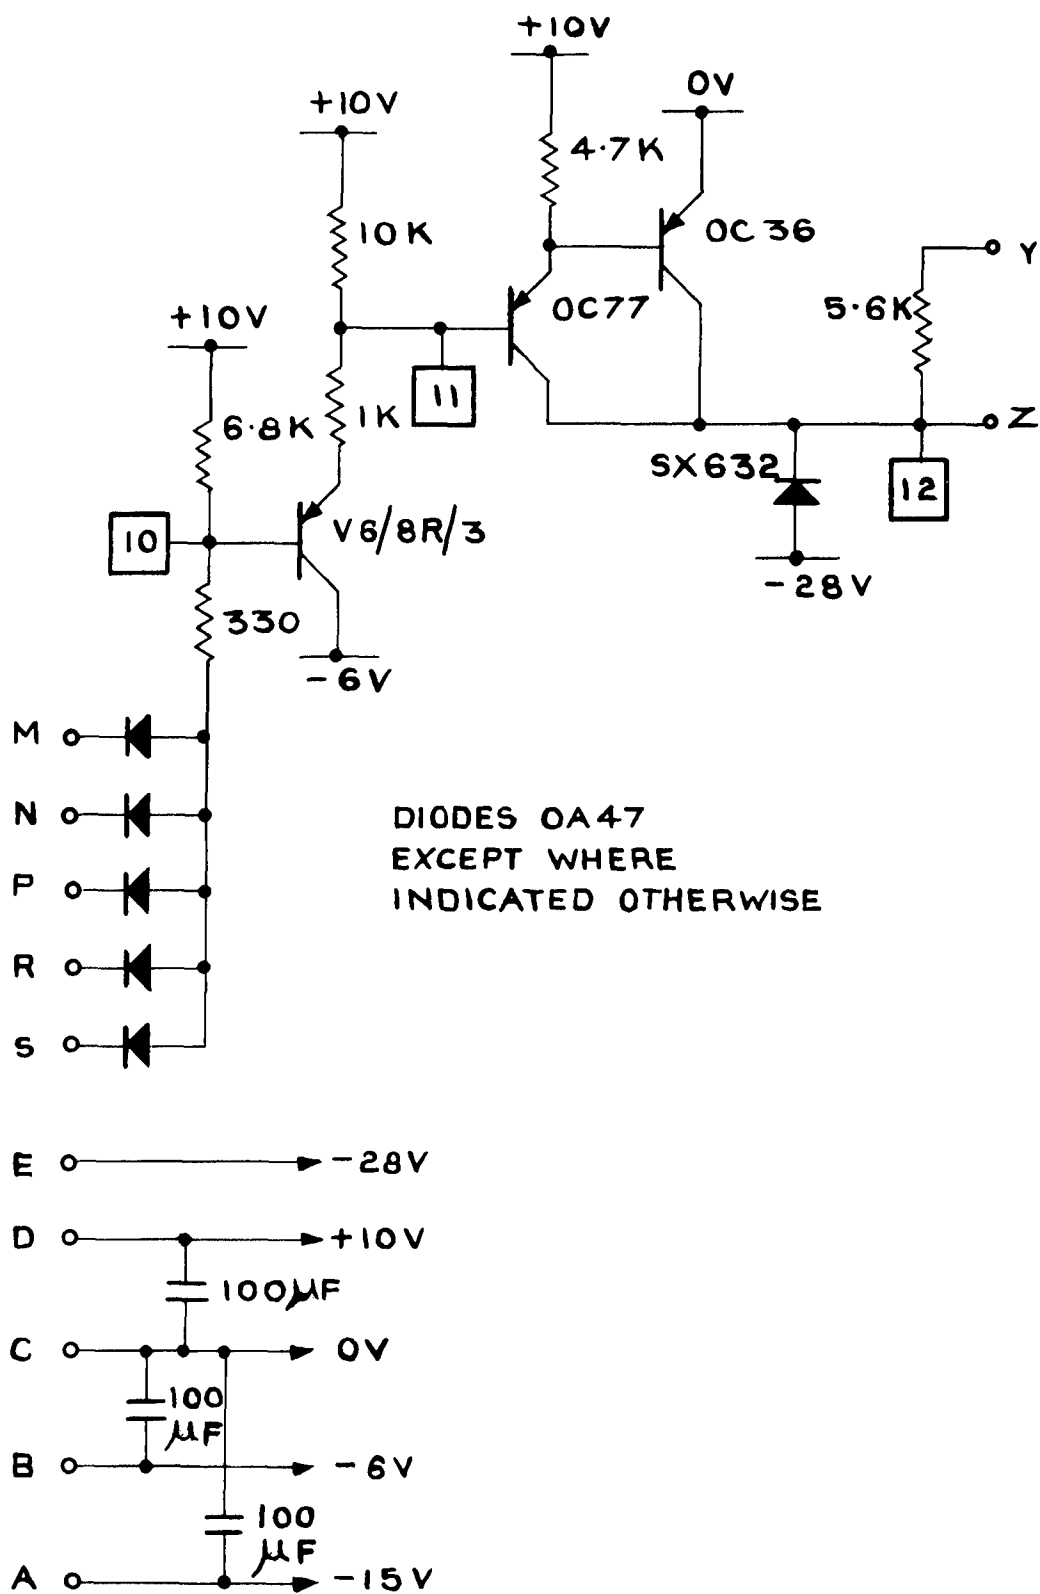 +10V
0V
+10V
4·7K
10K
OC 36
Y
OC77
5·6K
+10V
11
1K
6·8K
Z
SX632
12
10
V6/8R/3
-28V
330
-6V
M
N
DIODES OA47
EXCEPT WHERE
INDICATED OTHERWISE
P
R
S
E
-28V
D
+10V
100μF
C
0V
100
μF
B
-6V
100
μF
A
-15V